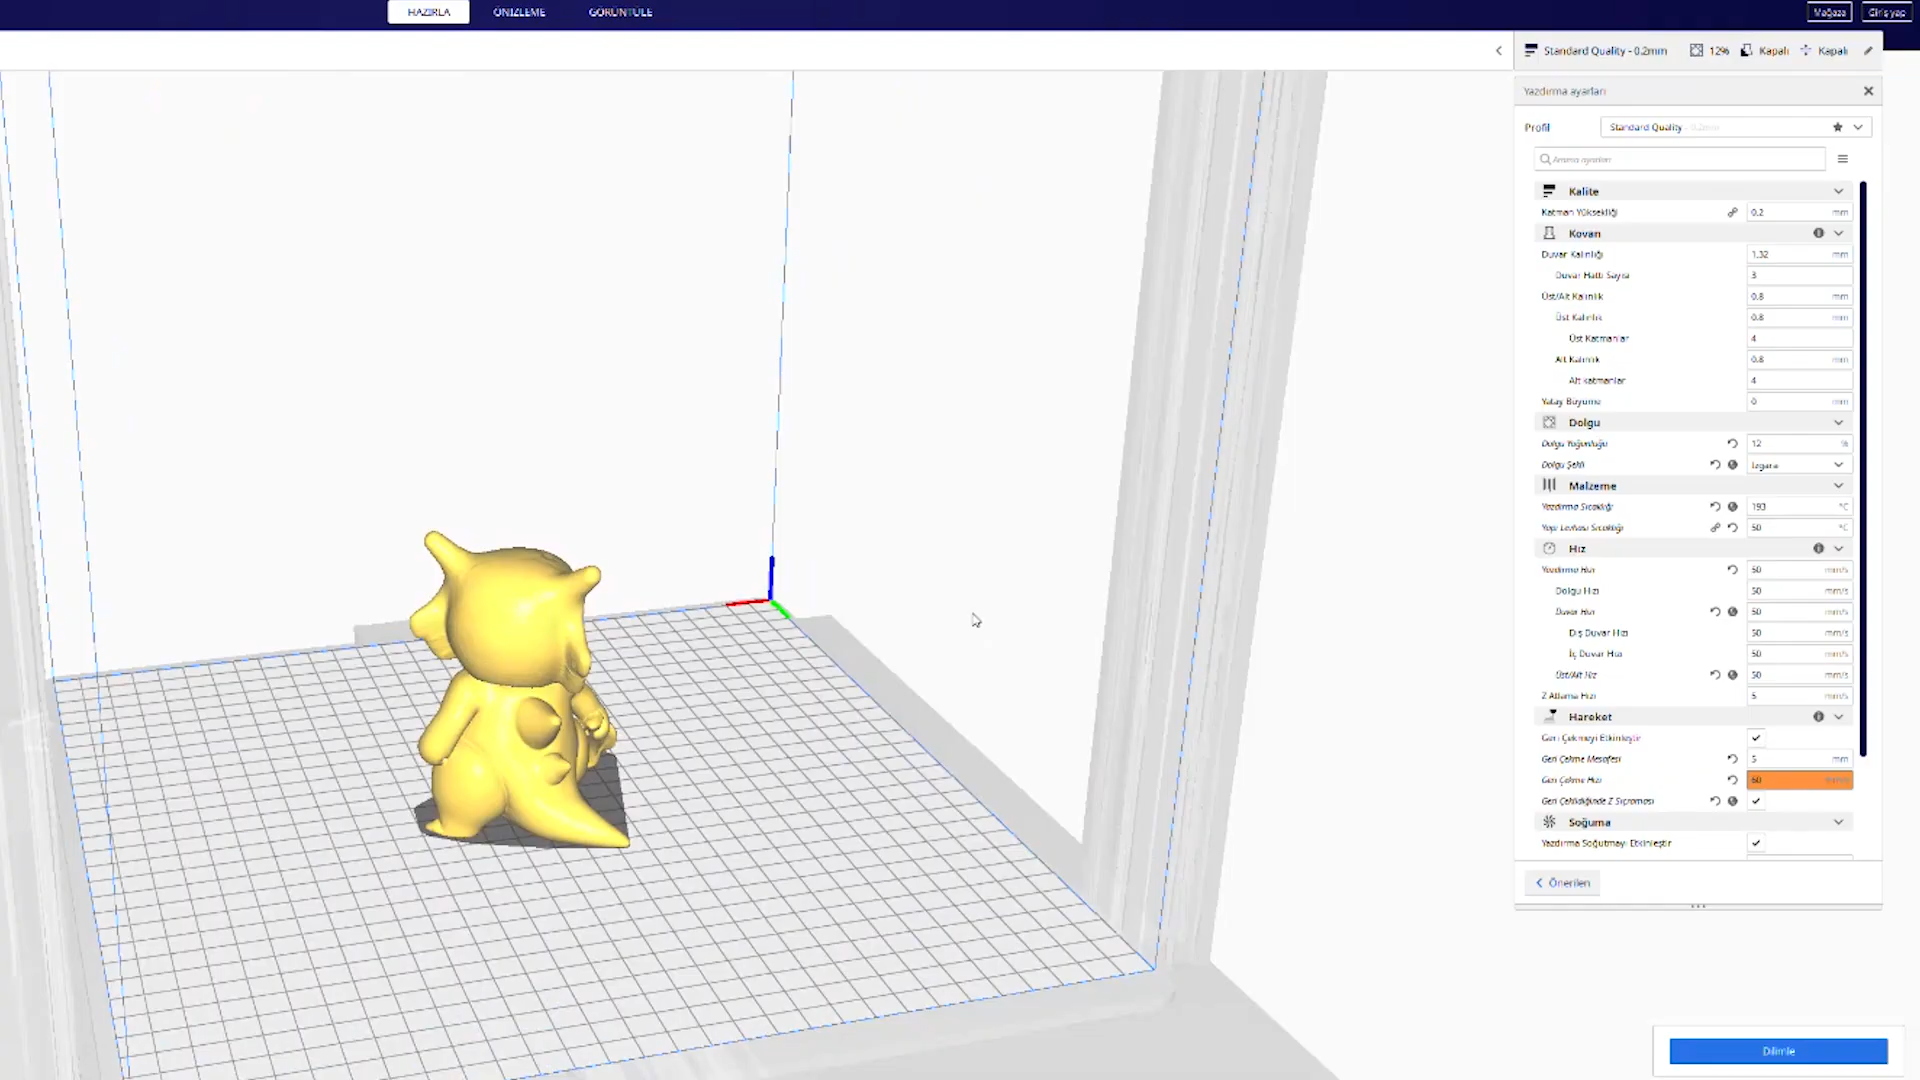 HAZIRLA ÖNİZLEME GÖRÜNTÜLE Mağaza Giriş yap
Standard Quality - 0.2mm 12% Kapalı Kapalı
Yazdırma ayarları
Profil Standard Quality - 0.2mm
Arama ayarları
Kalite
Katman Yüksekliği 0.2 mm
Kovan
Duvar Kalınlığı 1.32 mm
Duvar Hattı Sayısı 3
Üst/Alt Kalınlık 0.8 mm
Üst Kalınlık 0.8 mm
Üst Katmanlar 4
Alt Kalınlık 0.8 mm
Alt katmanlar 4
Yatay Büyüme 0 mm
Dolgu
Dolgu Yoğunluğu 12 %
Dolgu Şekli Izgara
Malzeme
Yazdırma Sıcaklığı 193 °C
Yapı Levhası Sıcaklığı 50 °C
Hız
Yazdırma Hızı 50 mm/s
Dolgu Hızı 50 mm/s
Duvar Hızı 50 mm/s
Dış Duvar Hızı 50 mm/s
İç Duvar Hızı 50 mm/s
Üst/Alt Hız 50 mm/s
Z Atlama Hızı 5 mm/s
Hareket
Geri Çekmeyi Etkinleştir
Geri Çekme Mesafesi 5 mm
Geri Çekme Hızı 60 mm/s
Geri Çekildiğinde Z Sıçraması
Soğuma
Yazdırma Soğutmayı Etkinleştir
Önerilen
Dilimle